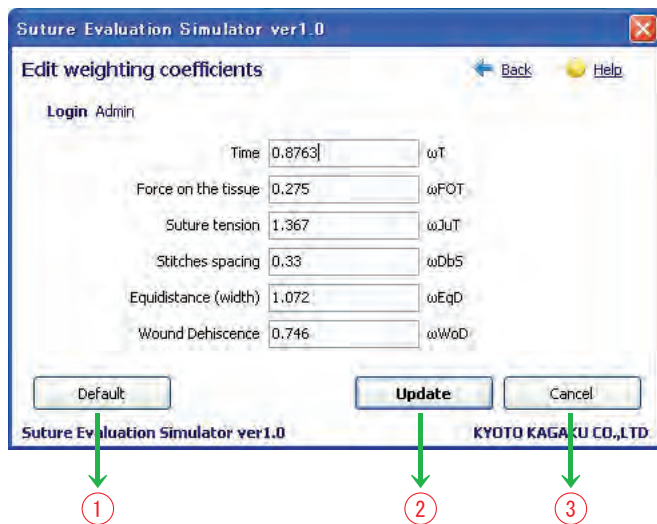 Suture Evaluation Simulator ver1.0
Edit weighting coefficients
Back
Help
Login Admin
Time 0.8763 ωT
Force on the tissue 0.275 ωFOT
Suture tension 1.367 ωJuT
Stitches spacing 0.33 ωDbS
Equidistance (width) 1.072 ωEqD
Wound Dehiscence 0.746 ωWoD
Default Update Cancel
Suture Evaluation Simulator ver1.0 KYOTO KAGAKU CO.,LTD
1 2 3